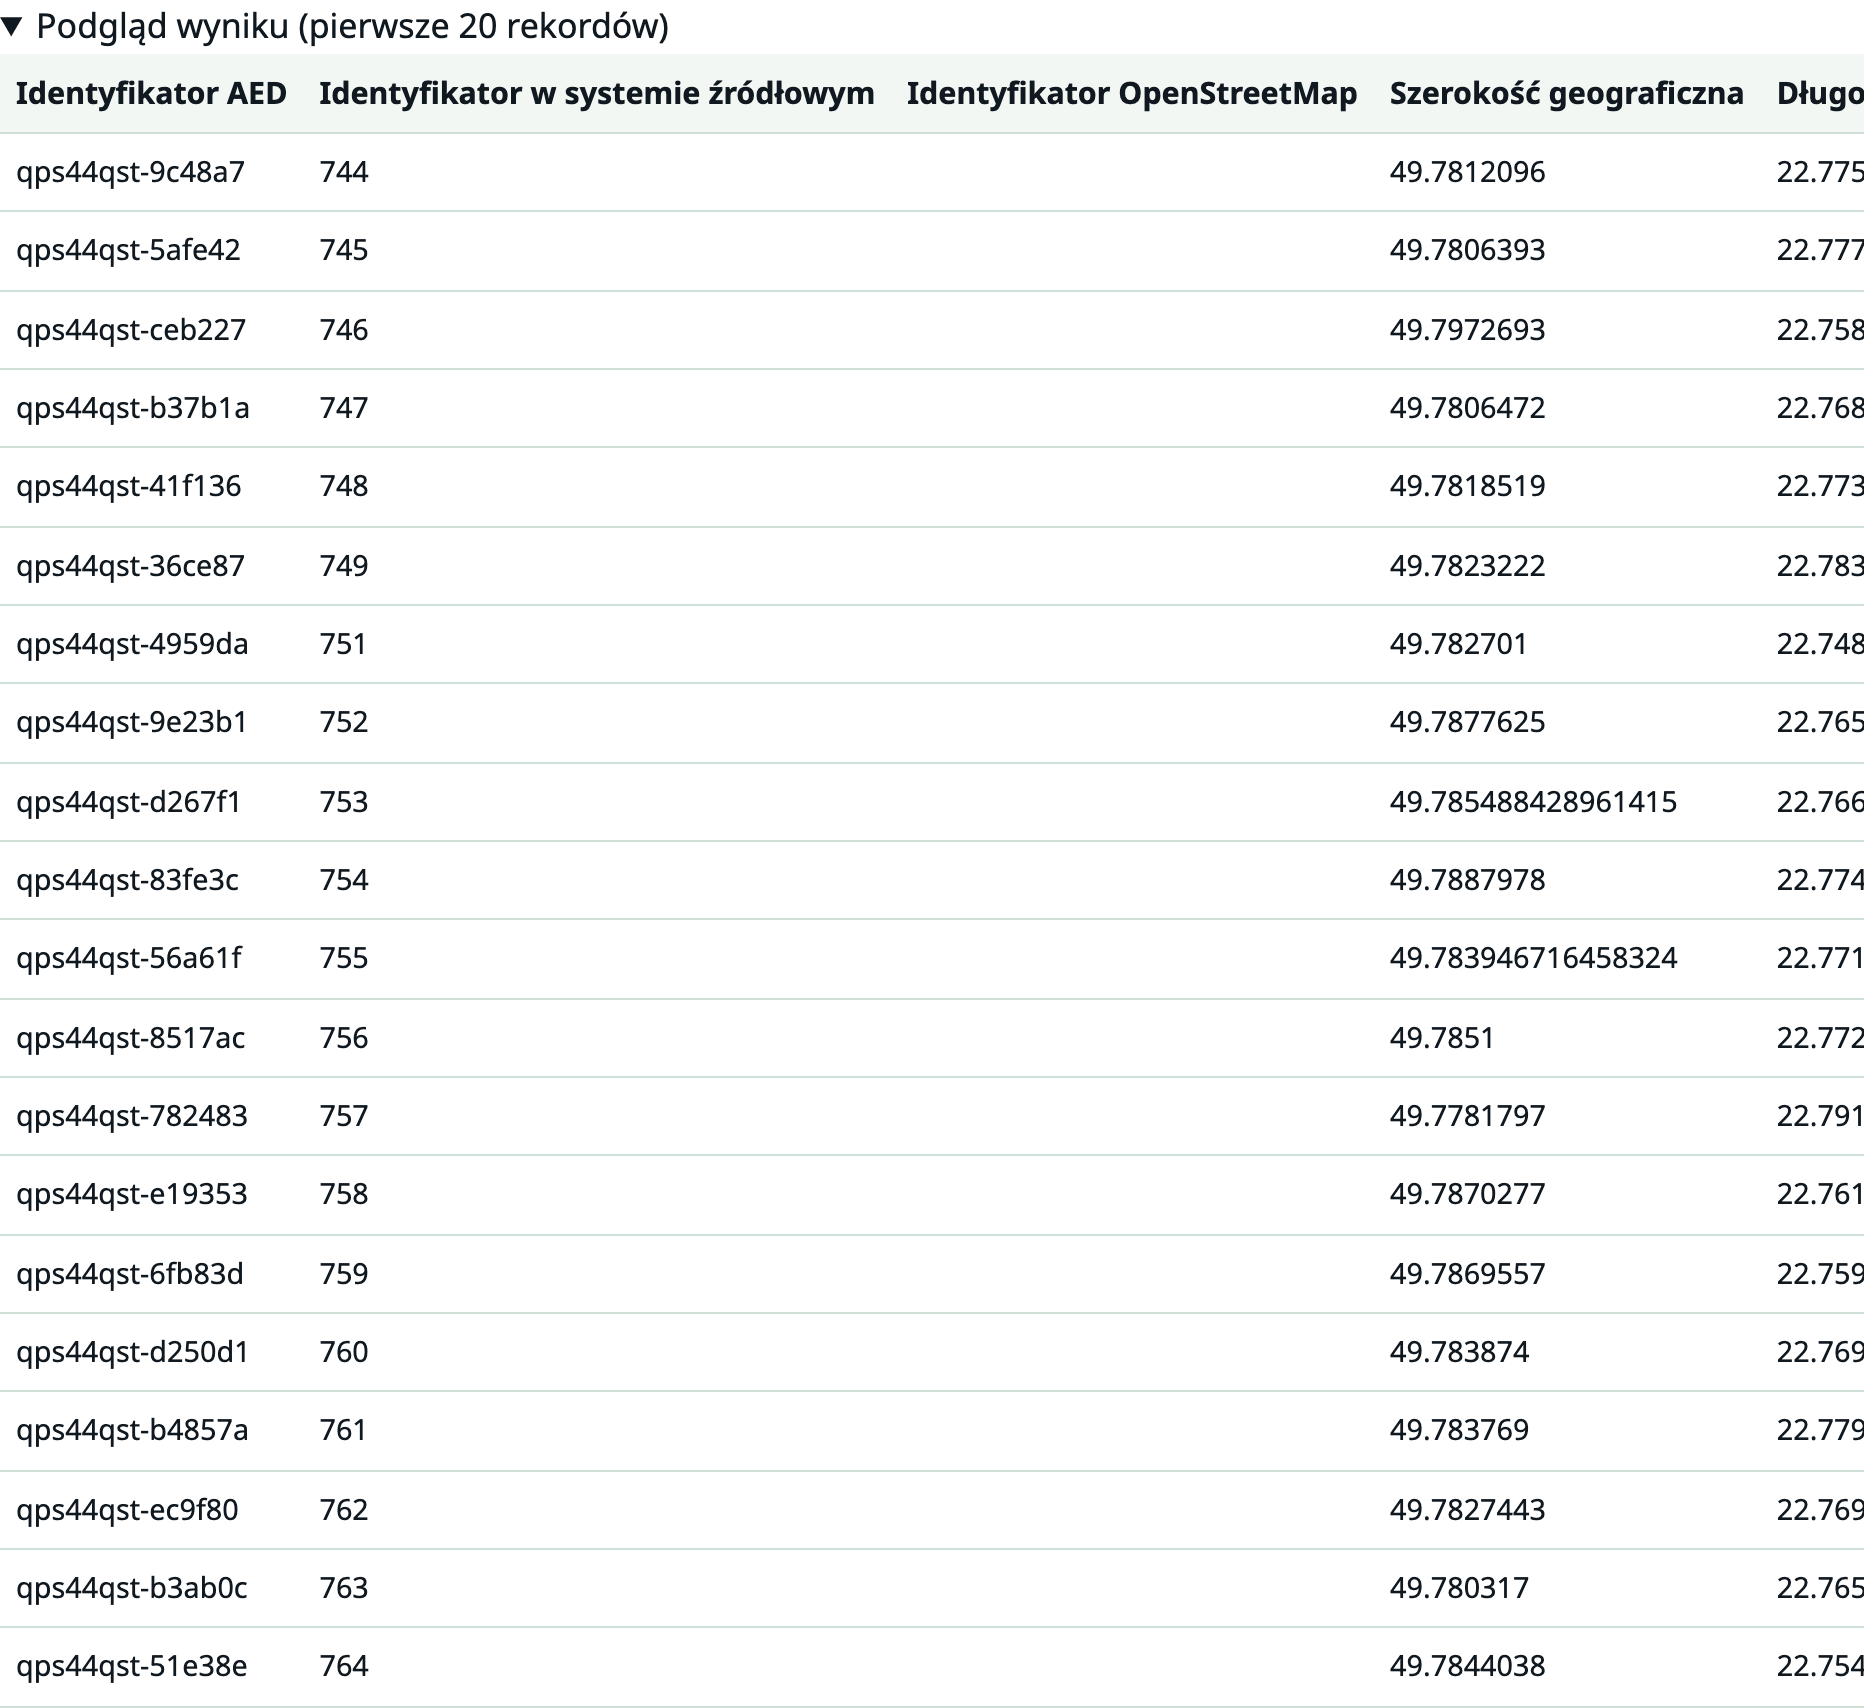 ▼ Podgląd wyniku (pierwsze 20 rekordów)
Identyfikator AED Identyfikator w systemie źródłowym Identyfikator OpenStreetMap Szerokość geograficzna Długo
qps44qst-9c48a7 744 49.7812096 22.775
qps44qst-5afe42 745 49.7806393 22.777
qps44qst-ceb227 746 49.7972693 22.758
qps44qst-b37b1a 747 49.7806472 22.768
qps44qst-41f136 748 49.7818519 22.773
qps44qst-36ce87 749 49.7823222 22.783
qps44qst-4959da 751 49.782701 22.748
qps44qst-9e23b1 752 49.7877625 22.765
qps44qst-d267f1 753 49.785488428961415 22.766
qps44qst-83fe3c 754 49.7887978 22.774
qps44qst-56a61f 755 49.783946716458324 22.771
qps44qst-8517ac 756 49.7851 22.772
qps44qst-782483 757 49.7781797 22.791
qps44qst-e19353 758 49.7870277 22.761
qps44qst-6fb83d 759 49.7869557 22.759
qps44qst-d250d1 760 49.783874 22.769
qps44qst-b4857a 761 49.783769 22.779
qps44qst-ec9f80 762 49.7827443 22.769
qps44qst-b3ab0c 763 49.780317 22.765
qps44qst-51e38e 764 49.7844038 22.754